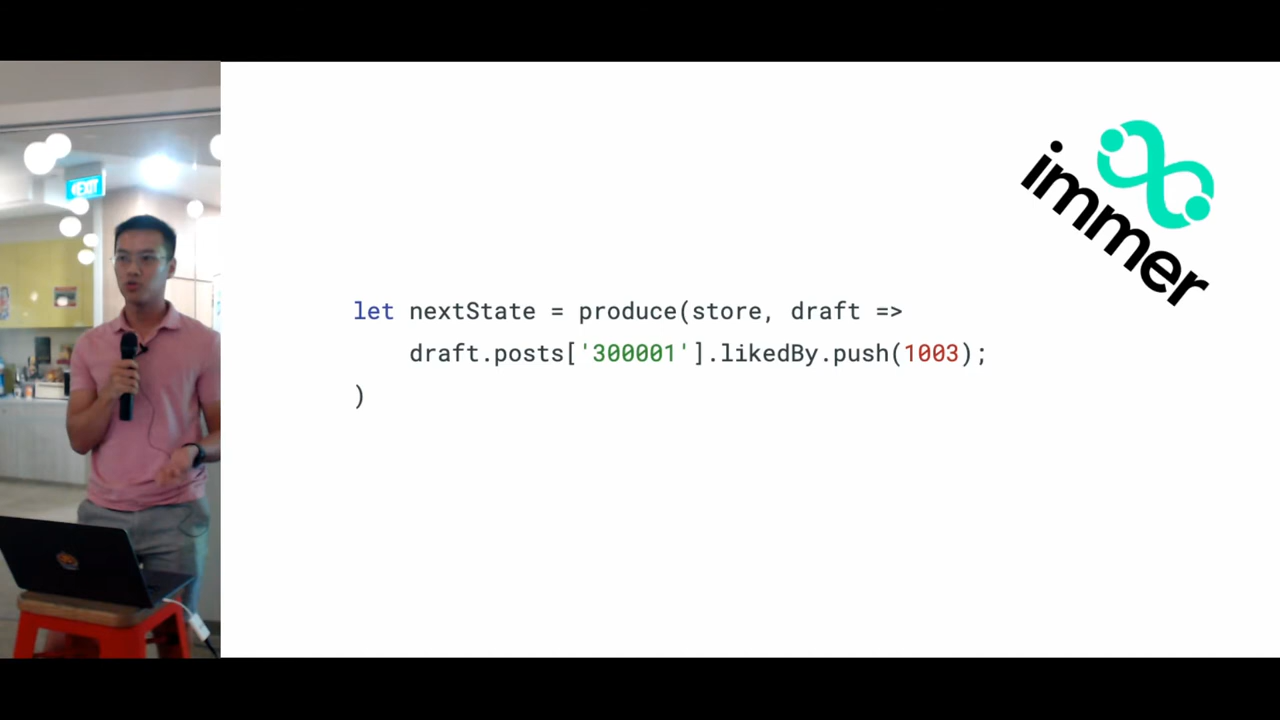 EXIT
immer
let nextState = produce(store, draft =>
draft.posts['300001'].likedBy.push(1003);
)